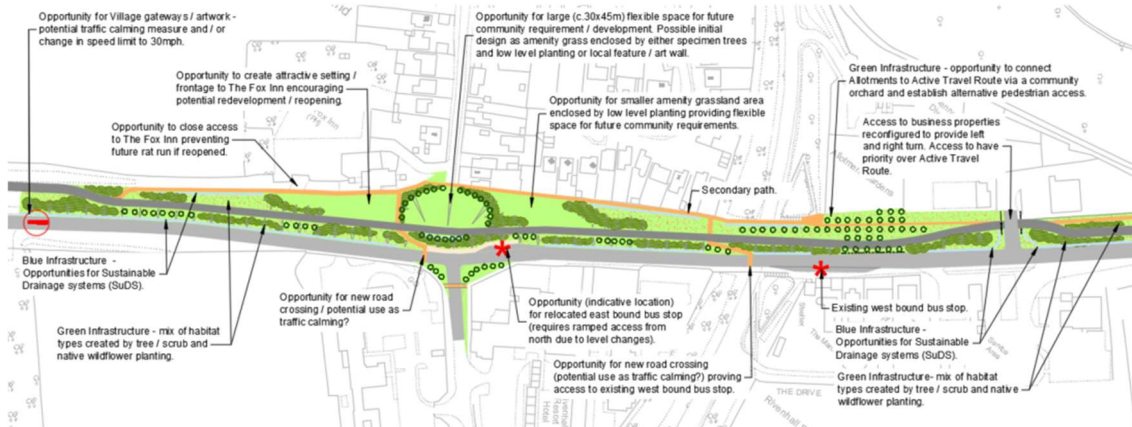 Opportunity for Village gateways / artwork -
potential traffic calming measure and / or
change in speed limit to 30mph.
Opportunity for large (c.30x45m) flexible space for future
community requirement / development. Possible initial
design as amenity grass enclosed by either specimen trees
and low level planting or local feature / art wall.
Opportunity to create attractive setting /
frontage to The Fox Inn encouraging
potential redevelopment / reopening.
Opportunity for smaller amenity grassland area
enclosed by low level planting providing flexible
space for future community requirements.
Green Infrastructure - opportunity to connect
Allotments to Active Travel Route via a community
orchard and establish alternative pedestrian access.
Opportunity to close access
to The Fox Inn preventing
future rat run if reopened.
Access to business properties
reconfigured to provide left
and right turn. Access to have
priority over Active Travel
Route.
Fox Inn
(PH)
Allotment Gardens
Secondary path.
Blue Infrastructure -
Opportunities for Sustainable
Drainage systems (SuDS).
Green Infrastructure - mix of habitat
types created by tree / scrub and
native wildflower planting.
Opportunity for new road
crossing / potential use as
traffic calming?
Opportunity (indicative location)
for relocated east bound bus stop
(requires ramped access from
north due to level changes).
Opportunity for new road crossing
(potential use as traffic calming?) proving
access to existing west bound bus stop.
Existing west bound bus stop.
Blue Infrastructure -
Opportunities for Sustainable
Drainage systems (SuDS).
Green Infrastructure- mix of habitat
types created by tree / scrub and native
wildflower planting.
Rivenhall
Resort
Hotel
Shelter
THE DRIVE
Rivenhall